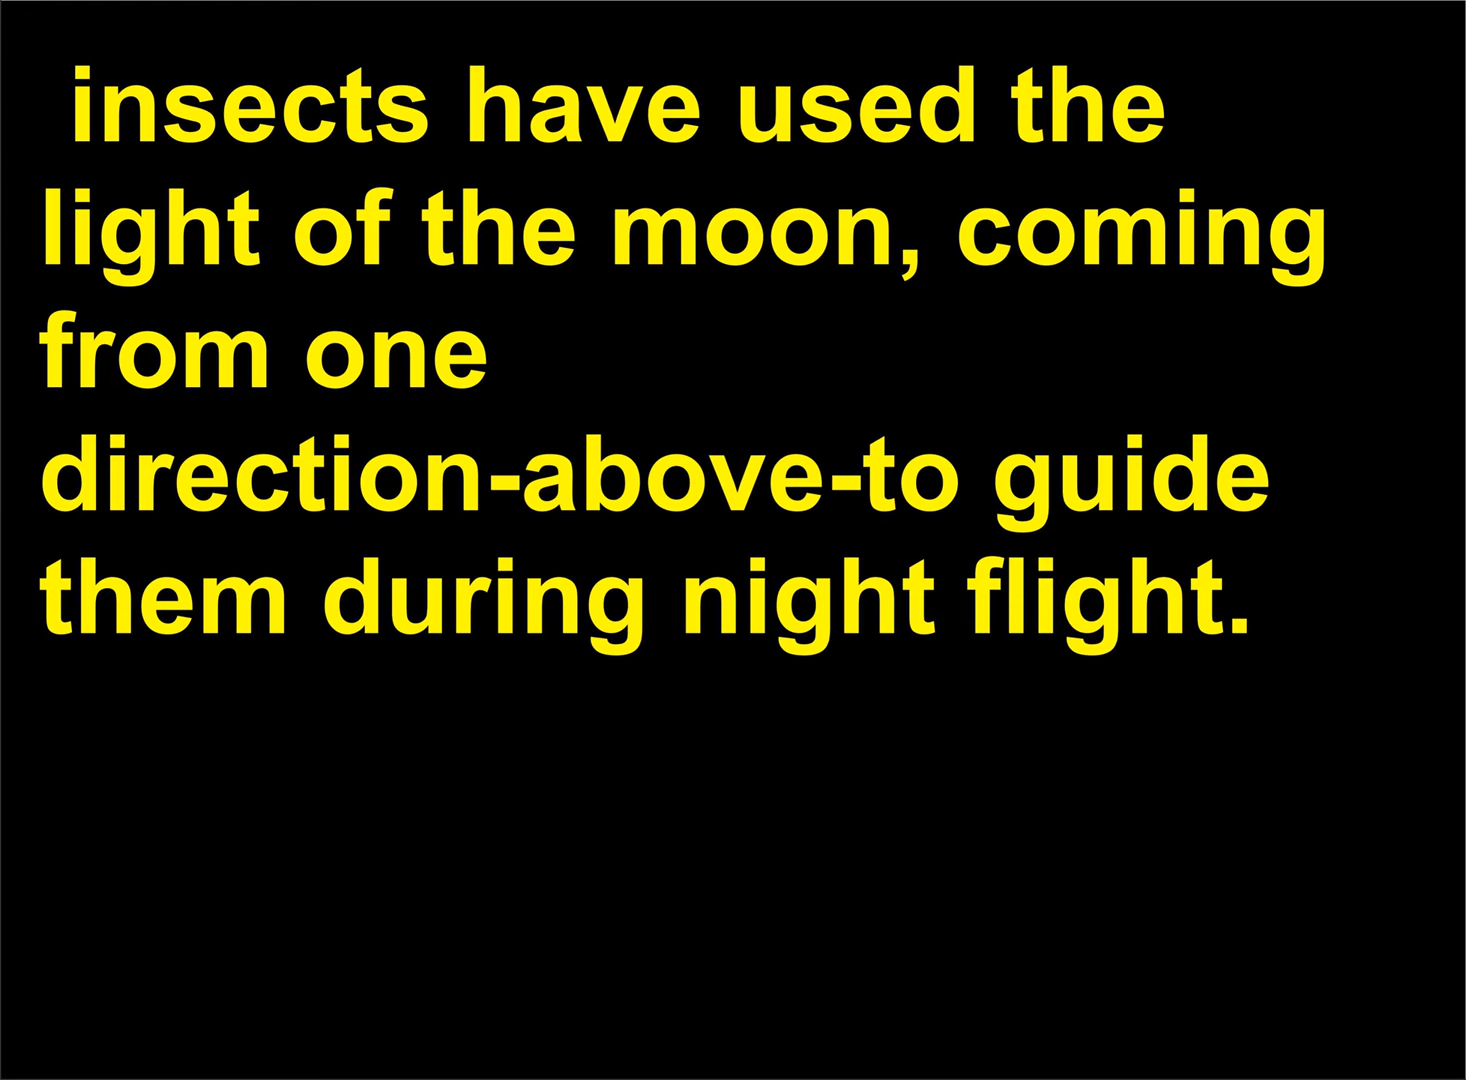 insects have used the
light of the moon, coming
from one
direction-above-to guide
them during night flight.